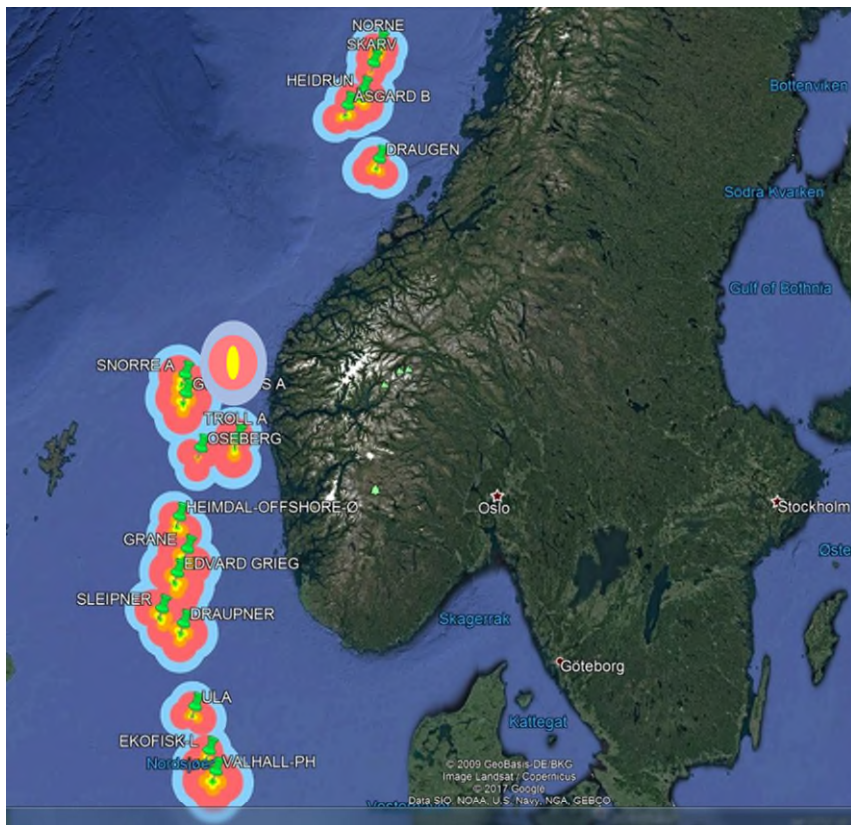 NORNE
SKARV
HEIDRUN
ASGARD B
DRAUGEN
Bottenviken
Södra Kvarken
Gulf of Bothnia
SNORRE A
S A
TROLL A
OSEBERG
HEIMDAL-OFFSHORE-Ø
GRANE
EDVARD GRIEG
SLEIPNER
DRAUPNER
Oslo
Stockholm
Øste
Skagerrak
Göteborg
ULA
Kattegat
EKOFISK-L
Nordsjøen
VALHALL-PH
© 2009 GeoBasis-DE/BKG
Image Landsat / Copernicus
© 2017 Google
Data SIO, NOAA, U.S. Navy, NGA, GEBCO